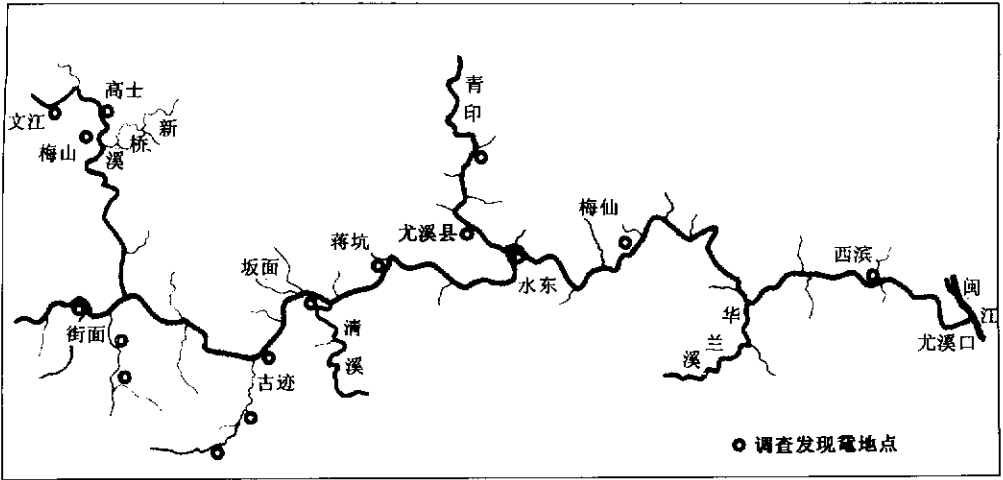 高士
文江
新桥溪
梅山
青印
梅仙
尤溪县
蒋坑
坂面
水东
西滨
闽江
街面
清溪
华兰溪
尤溪口
古迹
调查发现鼋地点